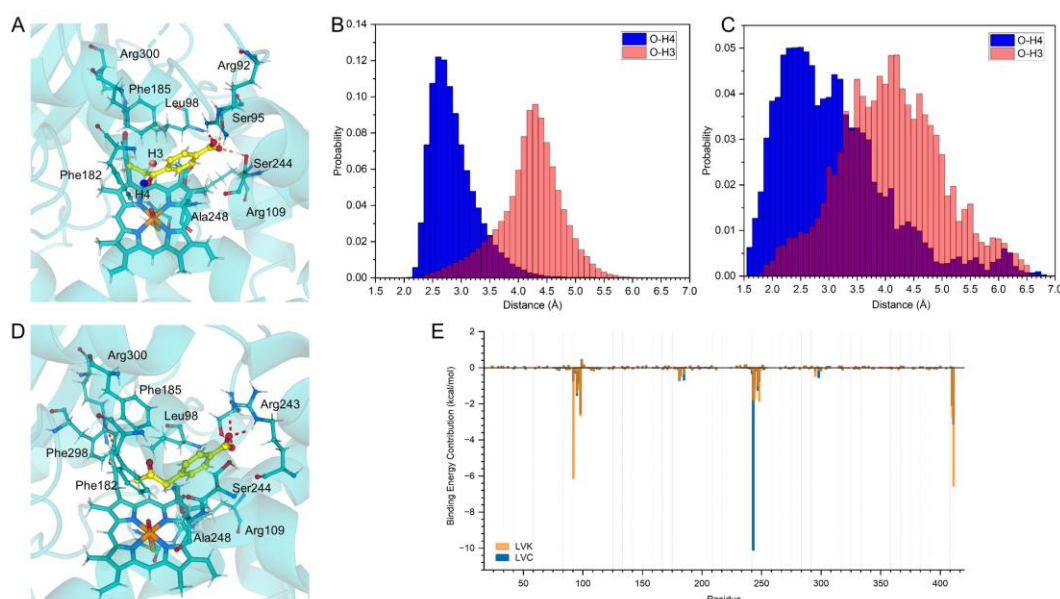 A
Arg300
Arg92
Phe185
Leu98
Ser95
H3
Ser244
Phe182
H4
Ala248
Arg109
B
0.14
0.12
0.10
0.08
0.06
0.04
0.02
0.00
Probability
O-H4
O-H3
1.5 2.0 2.5 3.0 3.5 4.0 4.5 5.0 5.5 6.0 6.5 7.0
Distance (Å)
C
0.05
0.04
0.03
0.02
0.01
0.00
Probability
O-H4
O-H3
1.5 2.0 2.5 3.0 3.5 4.0 4.5 5.0 5.5 6.0 6.5 7.0
Distance (Å)
D
Arg300
Phe185
Leu98
Arg243
Phe298
Phe182
Ser244
Ala248
Arg109
E
2
0
-2
-4
-6
-8
-10
Binding Energy Contribution (kcal/mol)
LVK
LVC
50 100 150 200 250 300 350 400